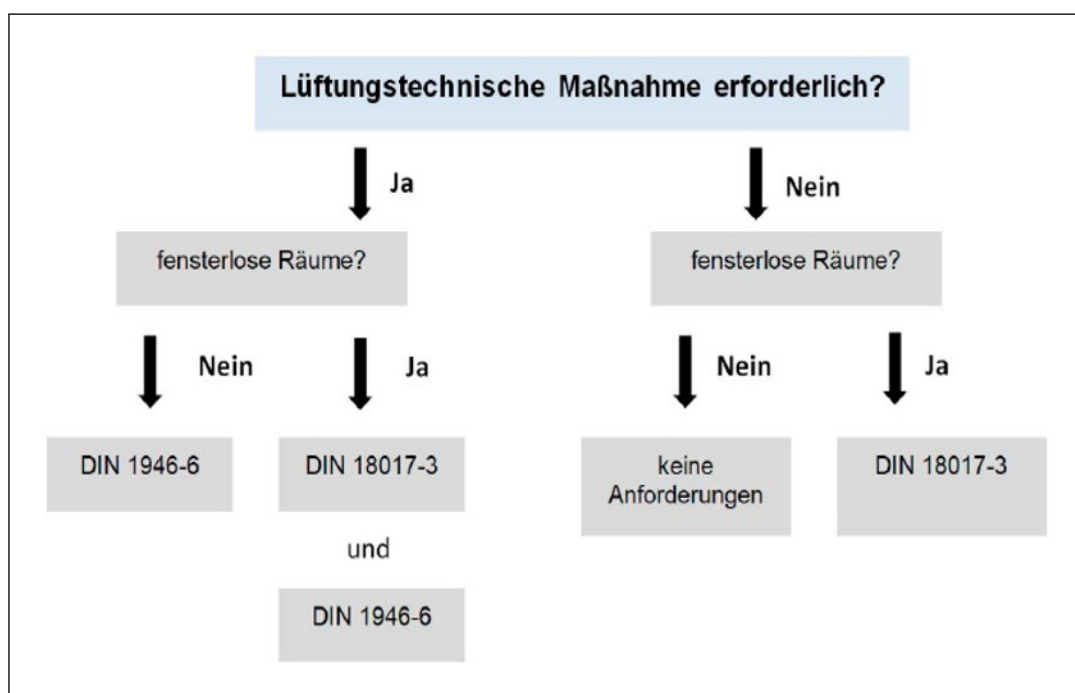 Lüftungstechnische Maßnahme erforderlich?
Ja
Nein
fensterlose Räume?
fensterlose Räume?
Nein
Ja
Nein
Ja
DIN 1946-6
DIN 18017-3
keine
Anforderungen
DIN 18017-3
und
DIN 1946-6